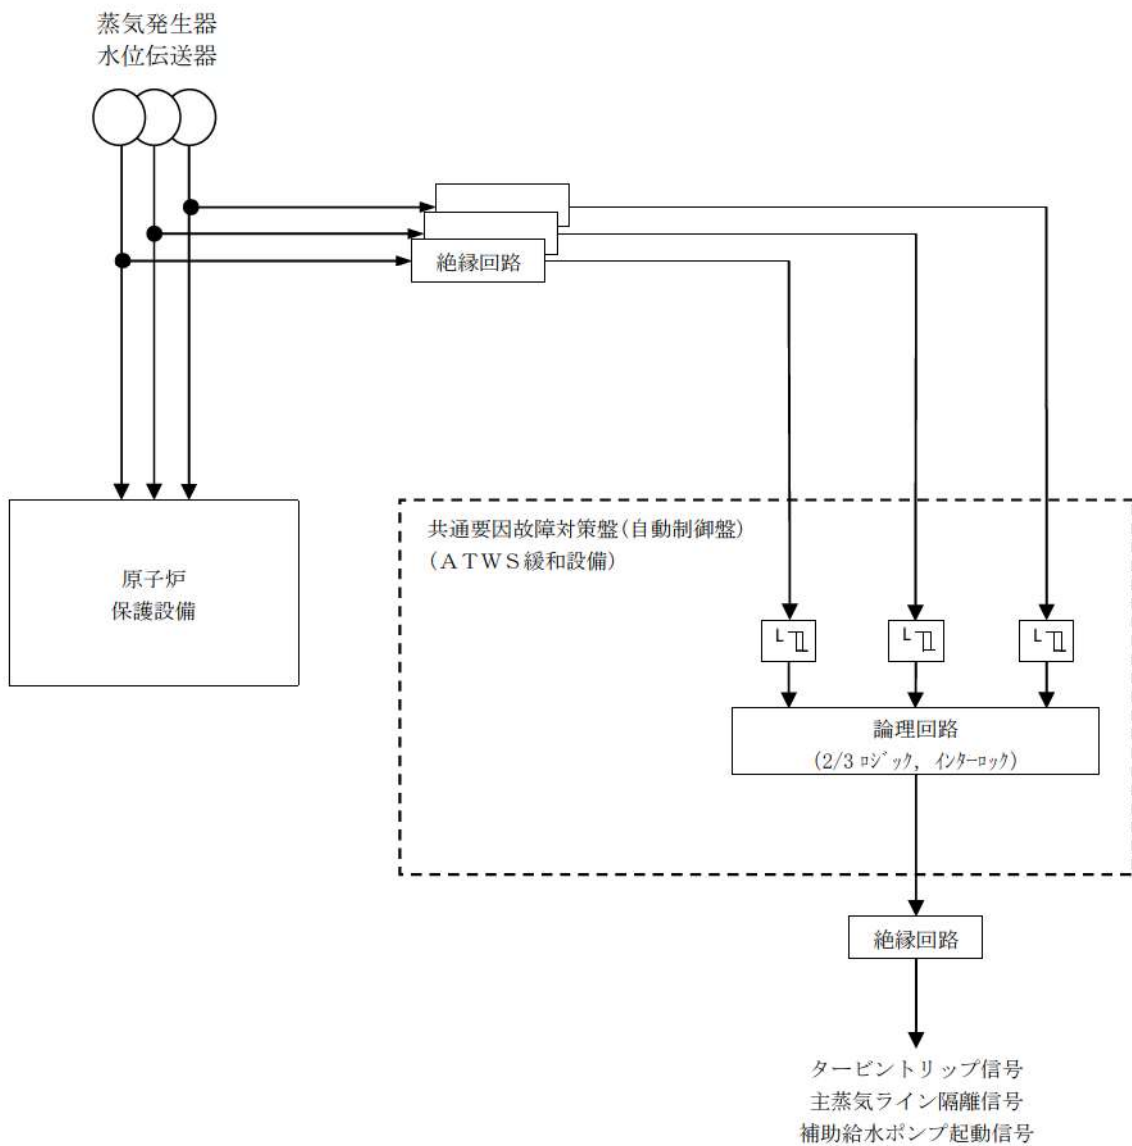 蒸気発生器
水位伝送器
絶縁回路
原子炉
保護設備
共通要因故障対策盤(自動制御盤)
(ATWS緩和設備)
L
L
L
論理回路
(2/3 ﾛｼﾞｯｸ, ｲﾝﾀｰﾛｯｸ)
絶縁回路
タービントリップ信号
主蒸気ライン隔離信号
補助給水ポンプ起動信号